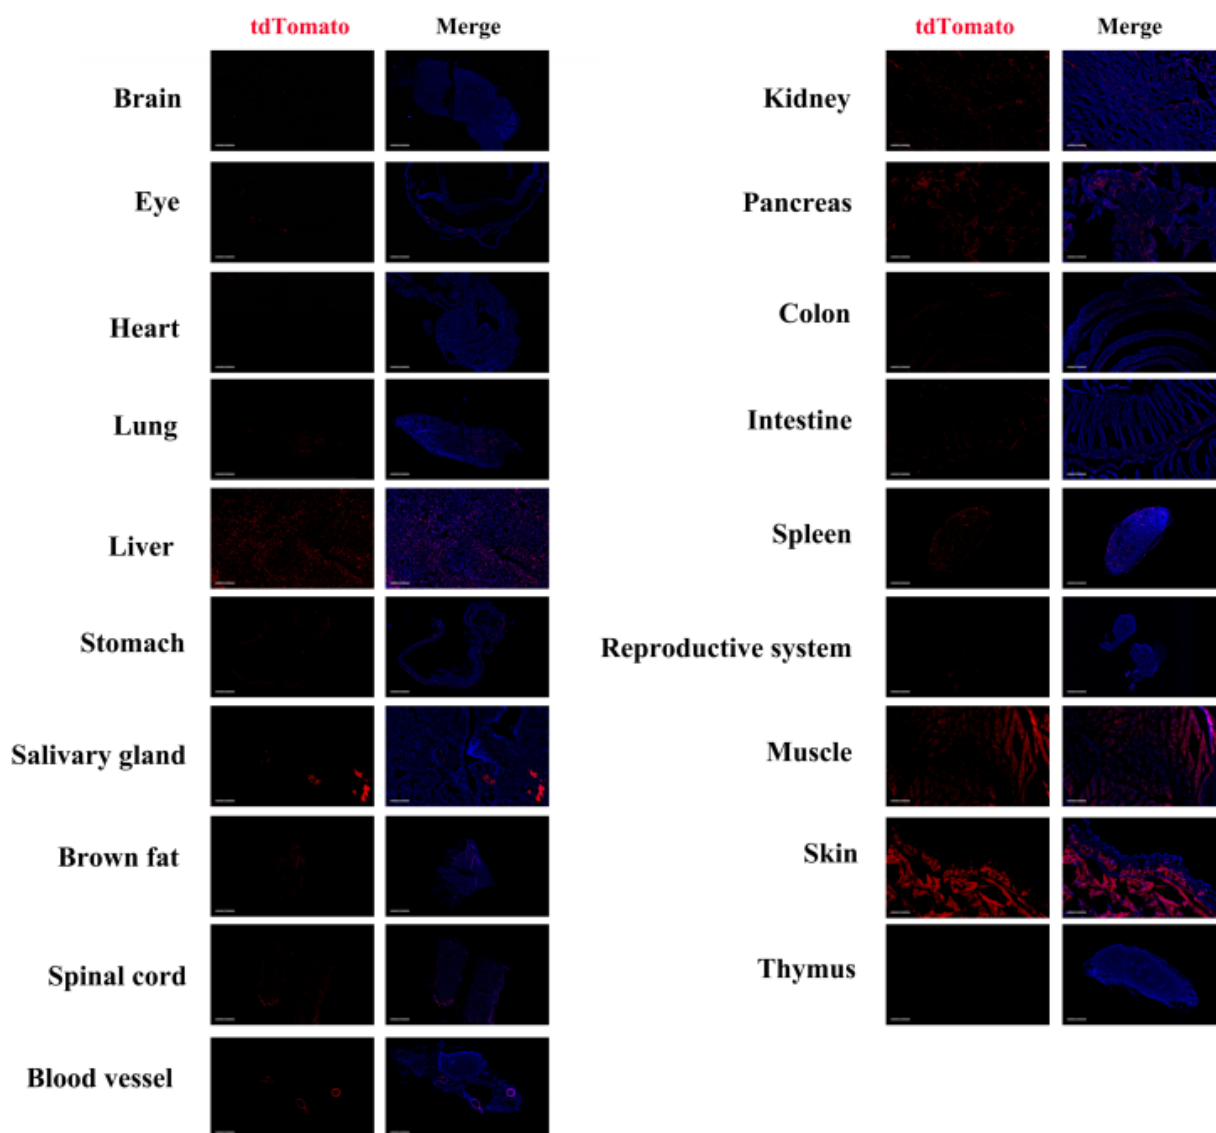 tdTomato Merge tdTomato Merge
Brain
Kidney
Eye
Pancreas
Heart
Colon
Lung
Intestine
Liver
Spleen
Stomach
Reproductive system
Salivary gland
Muscle
Brown fat
Skin
Spinal cord
Thymus
Blood vessel